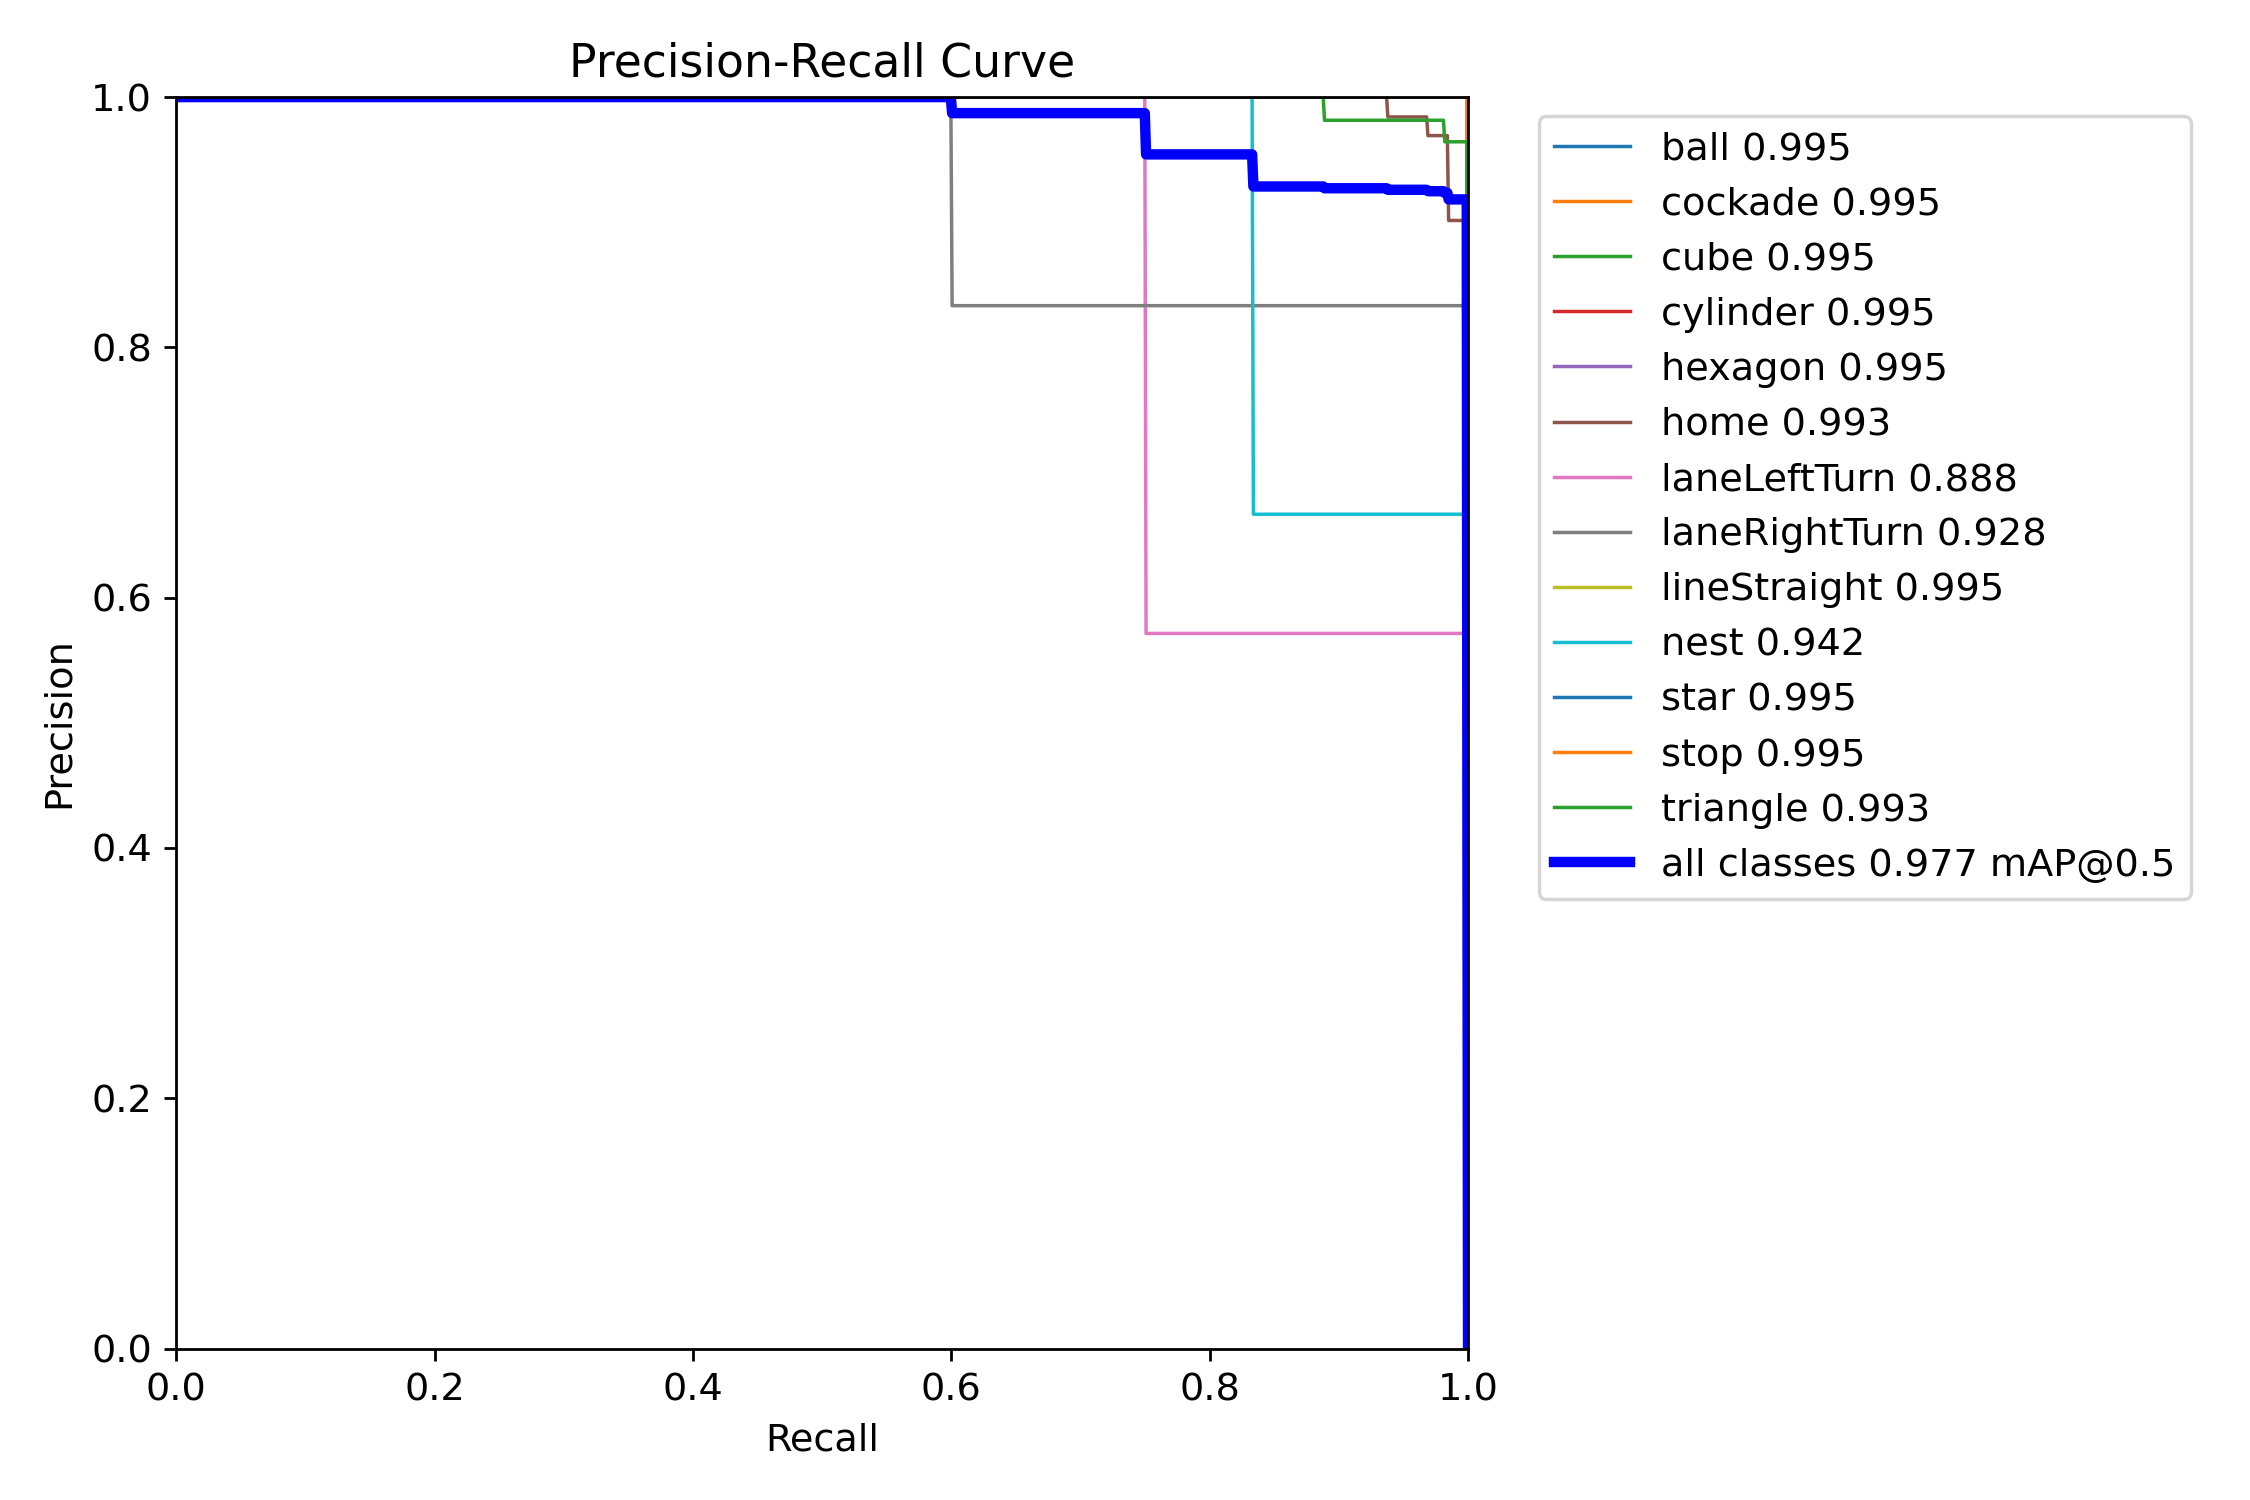 Precision-Recall Curve
1.0
0.8
0.6
0.4
0.2
0.0
Precision
0.0 0.2 0.4 0.6 0.8 1.0
Recall
ball 0.995
cockade 0.995
cube 0.995
cylinder 0.995
hexagon 0.995
home 0.993
laneLeftTurn 0.888
laneRightTurn 0.928
lineStraight 0.995
nest 0.942
star 0.995
stop 0.995
triangle 0.993
all classes 0.977 mAP@0.5